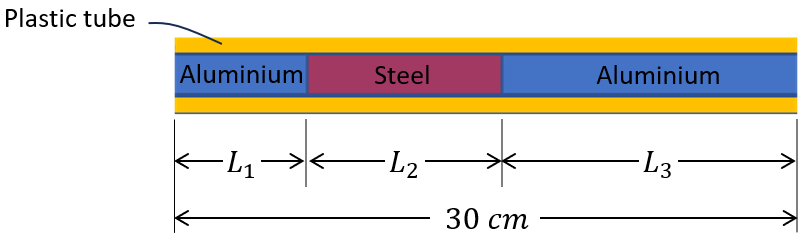 Plastic tube
Aluminium Steel Aluminium
L₁ L₂ L₃
30 cm